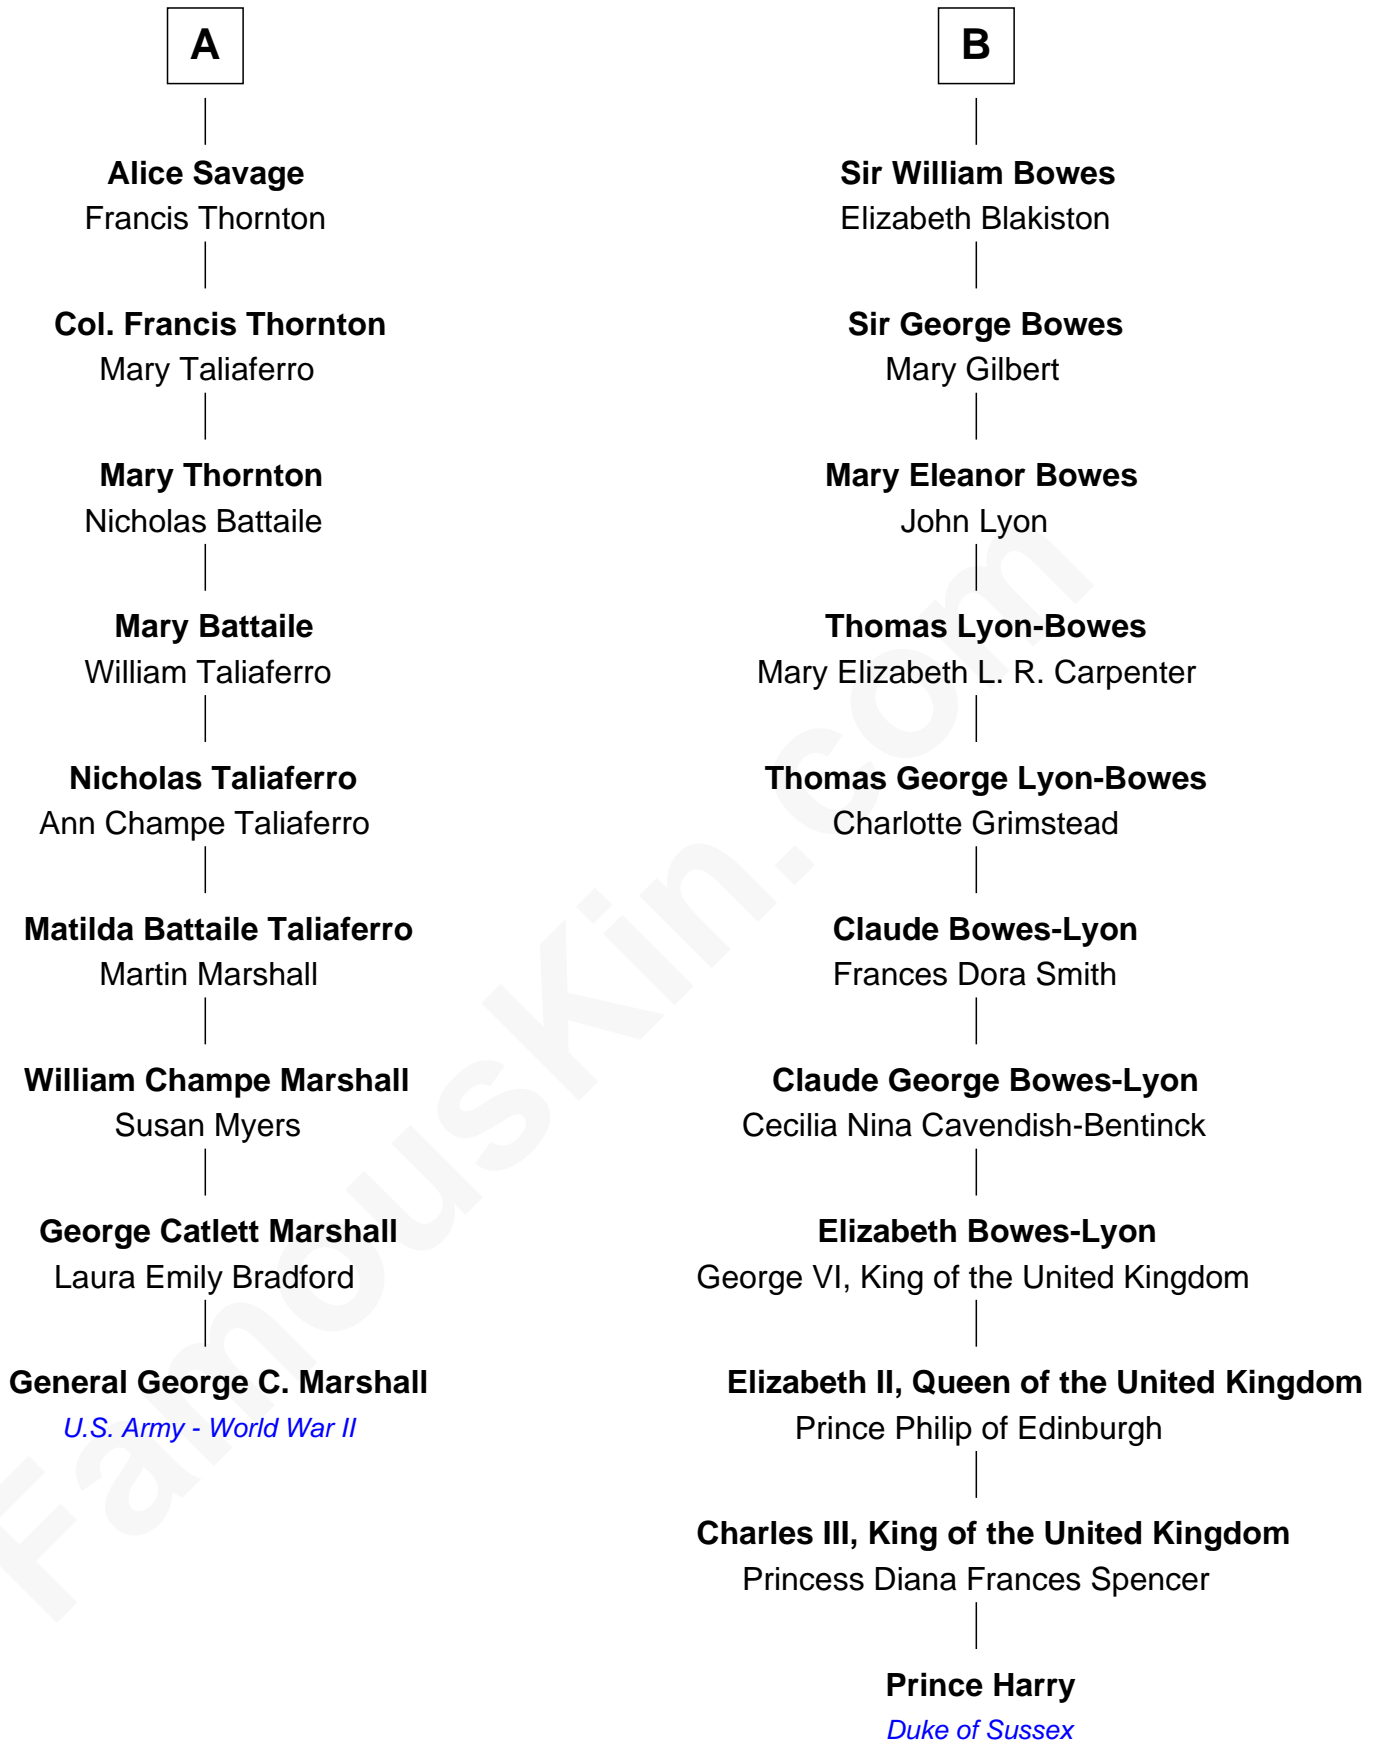 A
Alice Savage
Francis Thornton
Col. Francis Thornton
Mary Taliaferro
Mary Thornton
Nicholas Battaile
Mary Battaile
William Taliaferro
Nicholas Taliaferro
Ann Champe Taliaferro
Matilda Battaile Taliaferro
Martin Marshall
William Champe Marshall
Susan Myers
George Catlett Marshall
Laura Emily Bradford
General George C. Marshall
U.S. Army - World War II
B
Sir William Bowes
Elizabeth Blakiston
Sir George Bowes
Mary Gilbert
Mary Eleanor Bowes
John Lyon
Thomas Lyon-Bowes
Mary Elizabeth L. R. Carpenter
Thomas George Lyon-Bowes
Charlotte Grimstead
Claude Bowes-Lyon
Frances Dora Smith
Claude George Bowes-Lyon
Cecilia Nina Cavendish-Bentinck
Elizabeth Bowes-Lyon
George VI, King of the United Kingdom
Elizabeth II, Queen of the United Kingdom
Prince Philip of Edinburgh
Charles III, King of the United Kingdom
Princess Diana Frances Spencer
Prince Harry
Duke of Sussex
FamousKin.com